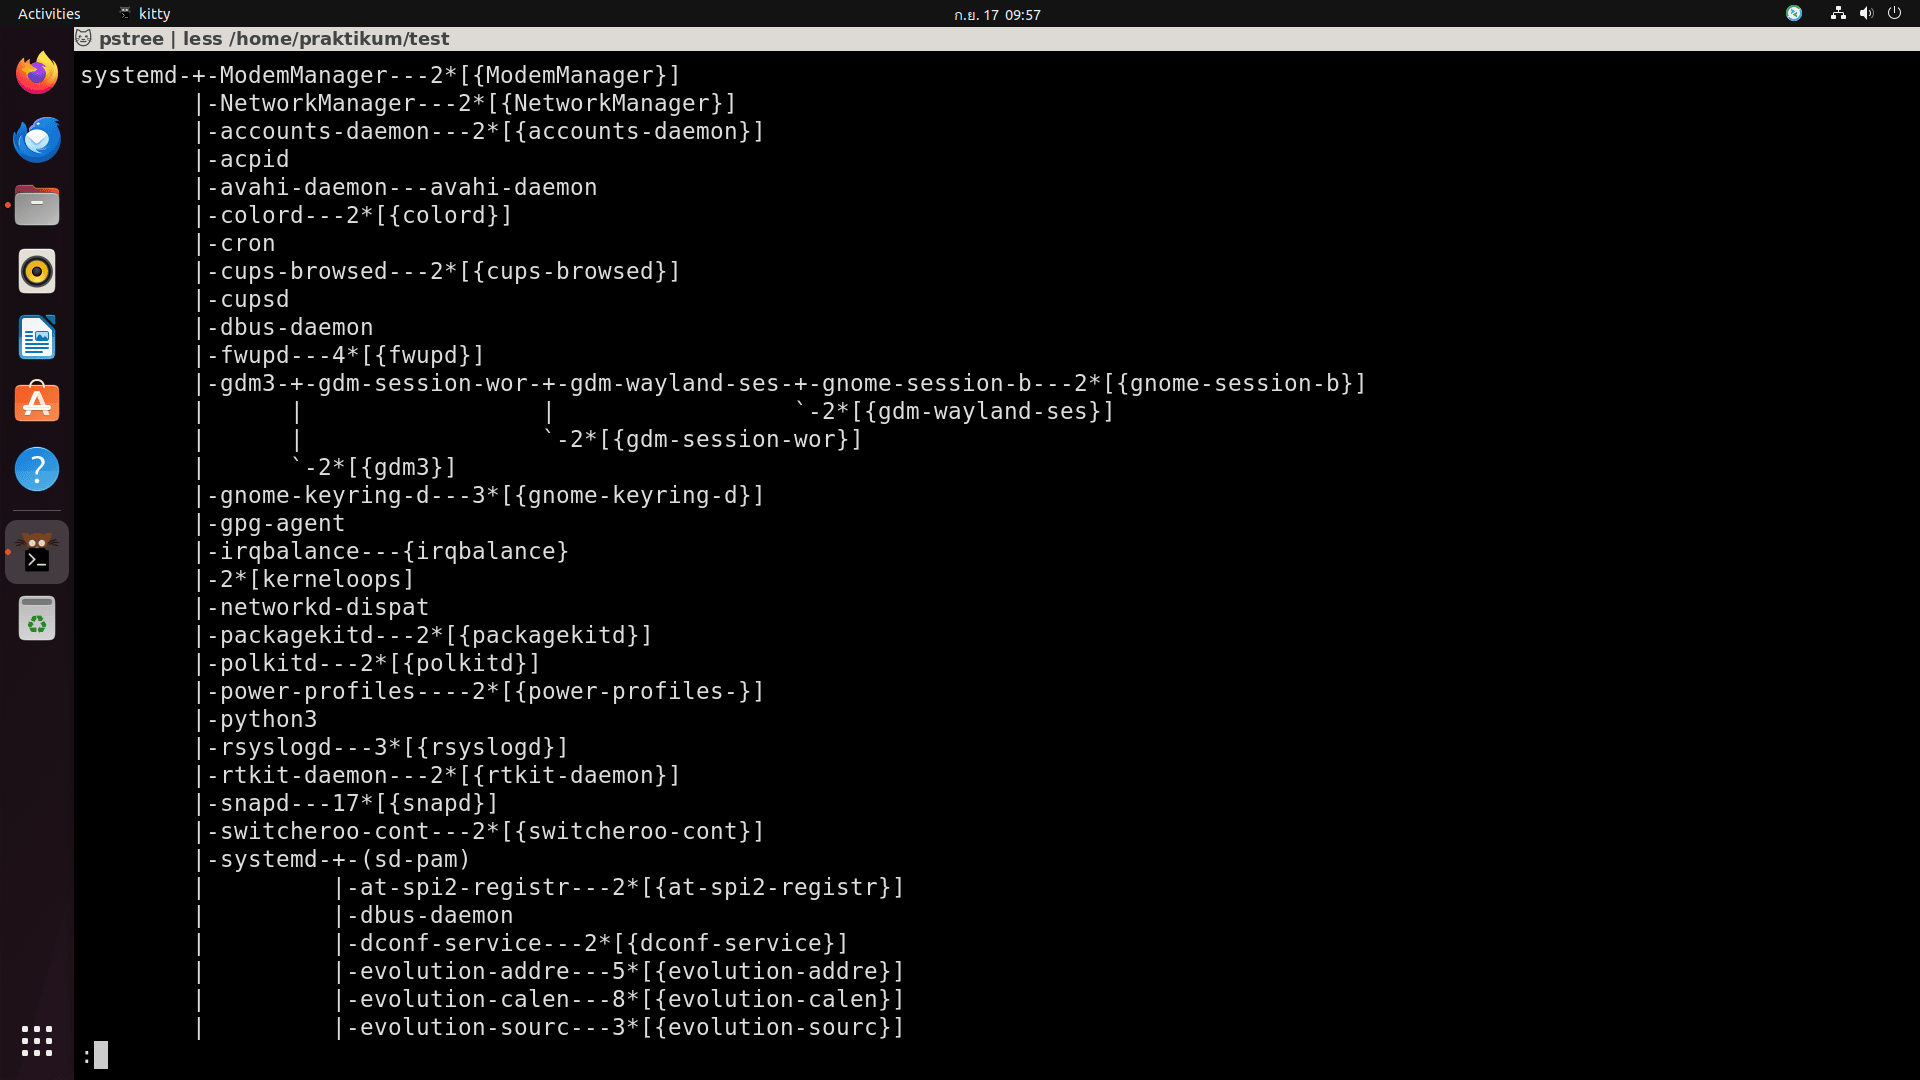 Activities kitty ก.ย. 17 09:57
pstree | less /home/praktikum/test
systemd-+-ModemManager---2*[{ModemManager}]
        |-NetworkManager---2*[{NetworkManager}]
        |-accounts-daemon---2*[{accounts-daemon}]
        |-acpid
        |-avahi-daemon---avahi-daemon
        |-colord---2*[{colord}]
        |-cron
        |-cups-browsed---2*[{cups-browsed}]
        |-cupsd
        |-dbus-daemon
        |-fwupd---4*[{fwupd}]
        |-gdm3-+-gdm-session-wor-+-gdm-wayland-ses-+-gnome-session-b---2*[{gnome-session-b}]
        |      |                 |                 `-2*[{gdm-wayland-ses}]
        |      |                 `-2*[{gdm-session-wor}]
        |      `-2*[{gdm3}]
        |-gnome-keyring-d---3*[{gnome-keyring-d}]
        |-gpg-agent
        |-irqbalance---{irqbalance}
        |-2*[kerneloops]
        |-networkd-dispat
        |-packagekitd---2*[{packagekitd}]
        |-polkitd---2*[{polkitd}]
        |-power-profiles----2*[{power-profiles-}]
        |-python3
        |-rsyslogd---3*[{rsyslogd}]
        |-rtkit-daemon---2*[{rtkit-daemon}]
        |-snapd---17*[{snapd}]
        |-switcheroo-cont---2*[{switcheroo-cont}]
        |-systemd-+-(sd-pam)
        |         |-at-spi2-registr---2*[{at-spi2-registr}]
        |         |-dbus-daemon
        |         |-dconf-service---2*[{dconf-service}]
        |         |-evolution-addre---5*[{evolution-addre}]
        |         |-evolution-calen---8*[{evolution-calen}]
        |         |-evolution-sourc---3*[{evolution-sourc}]
: